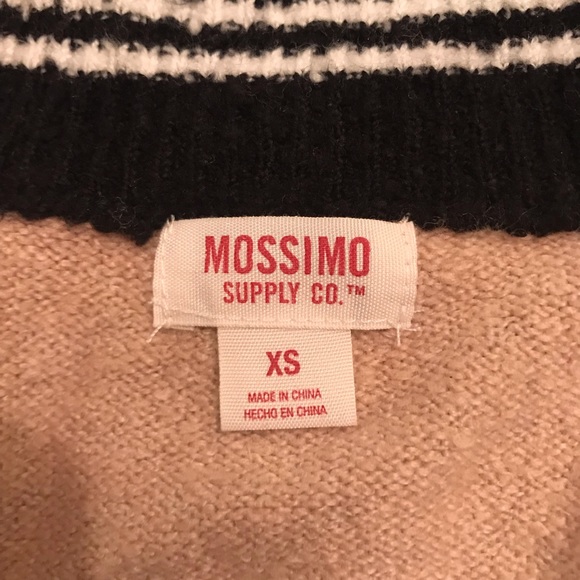 MOSSIMO
SUPPLY CO.™
XS
MADE IN CHINA
HECHO EN CHINA